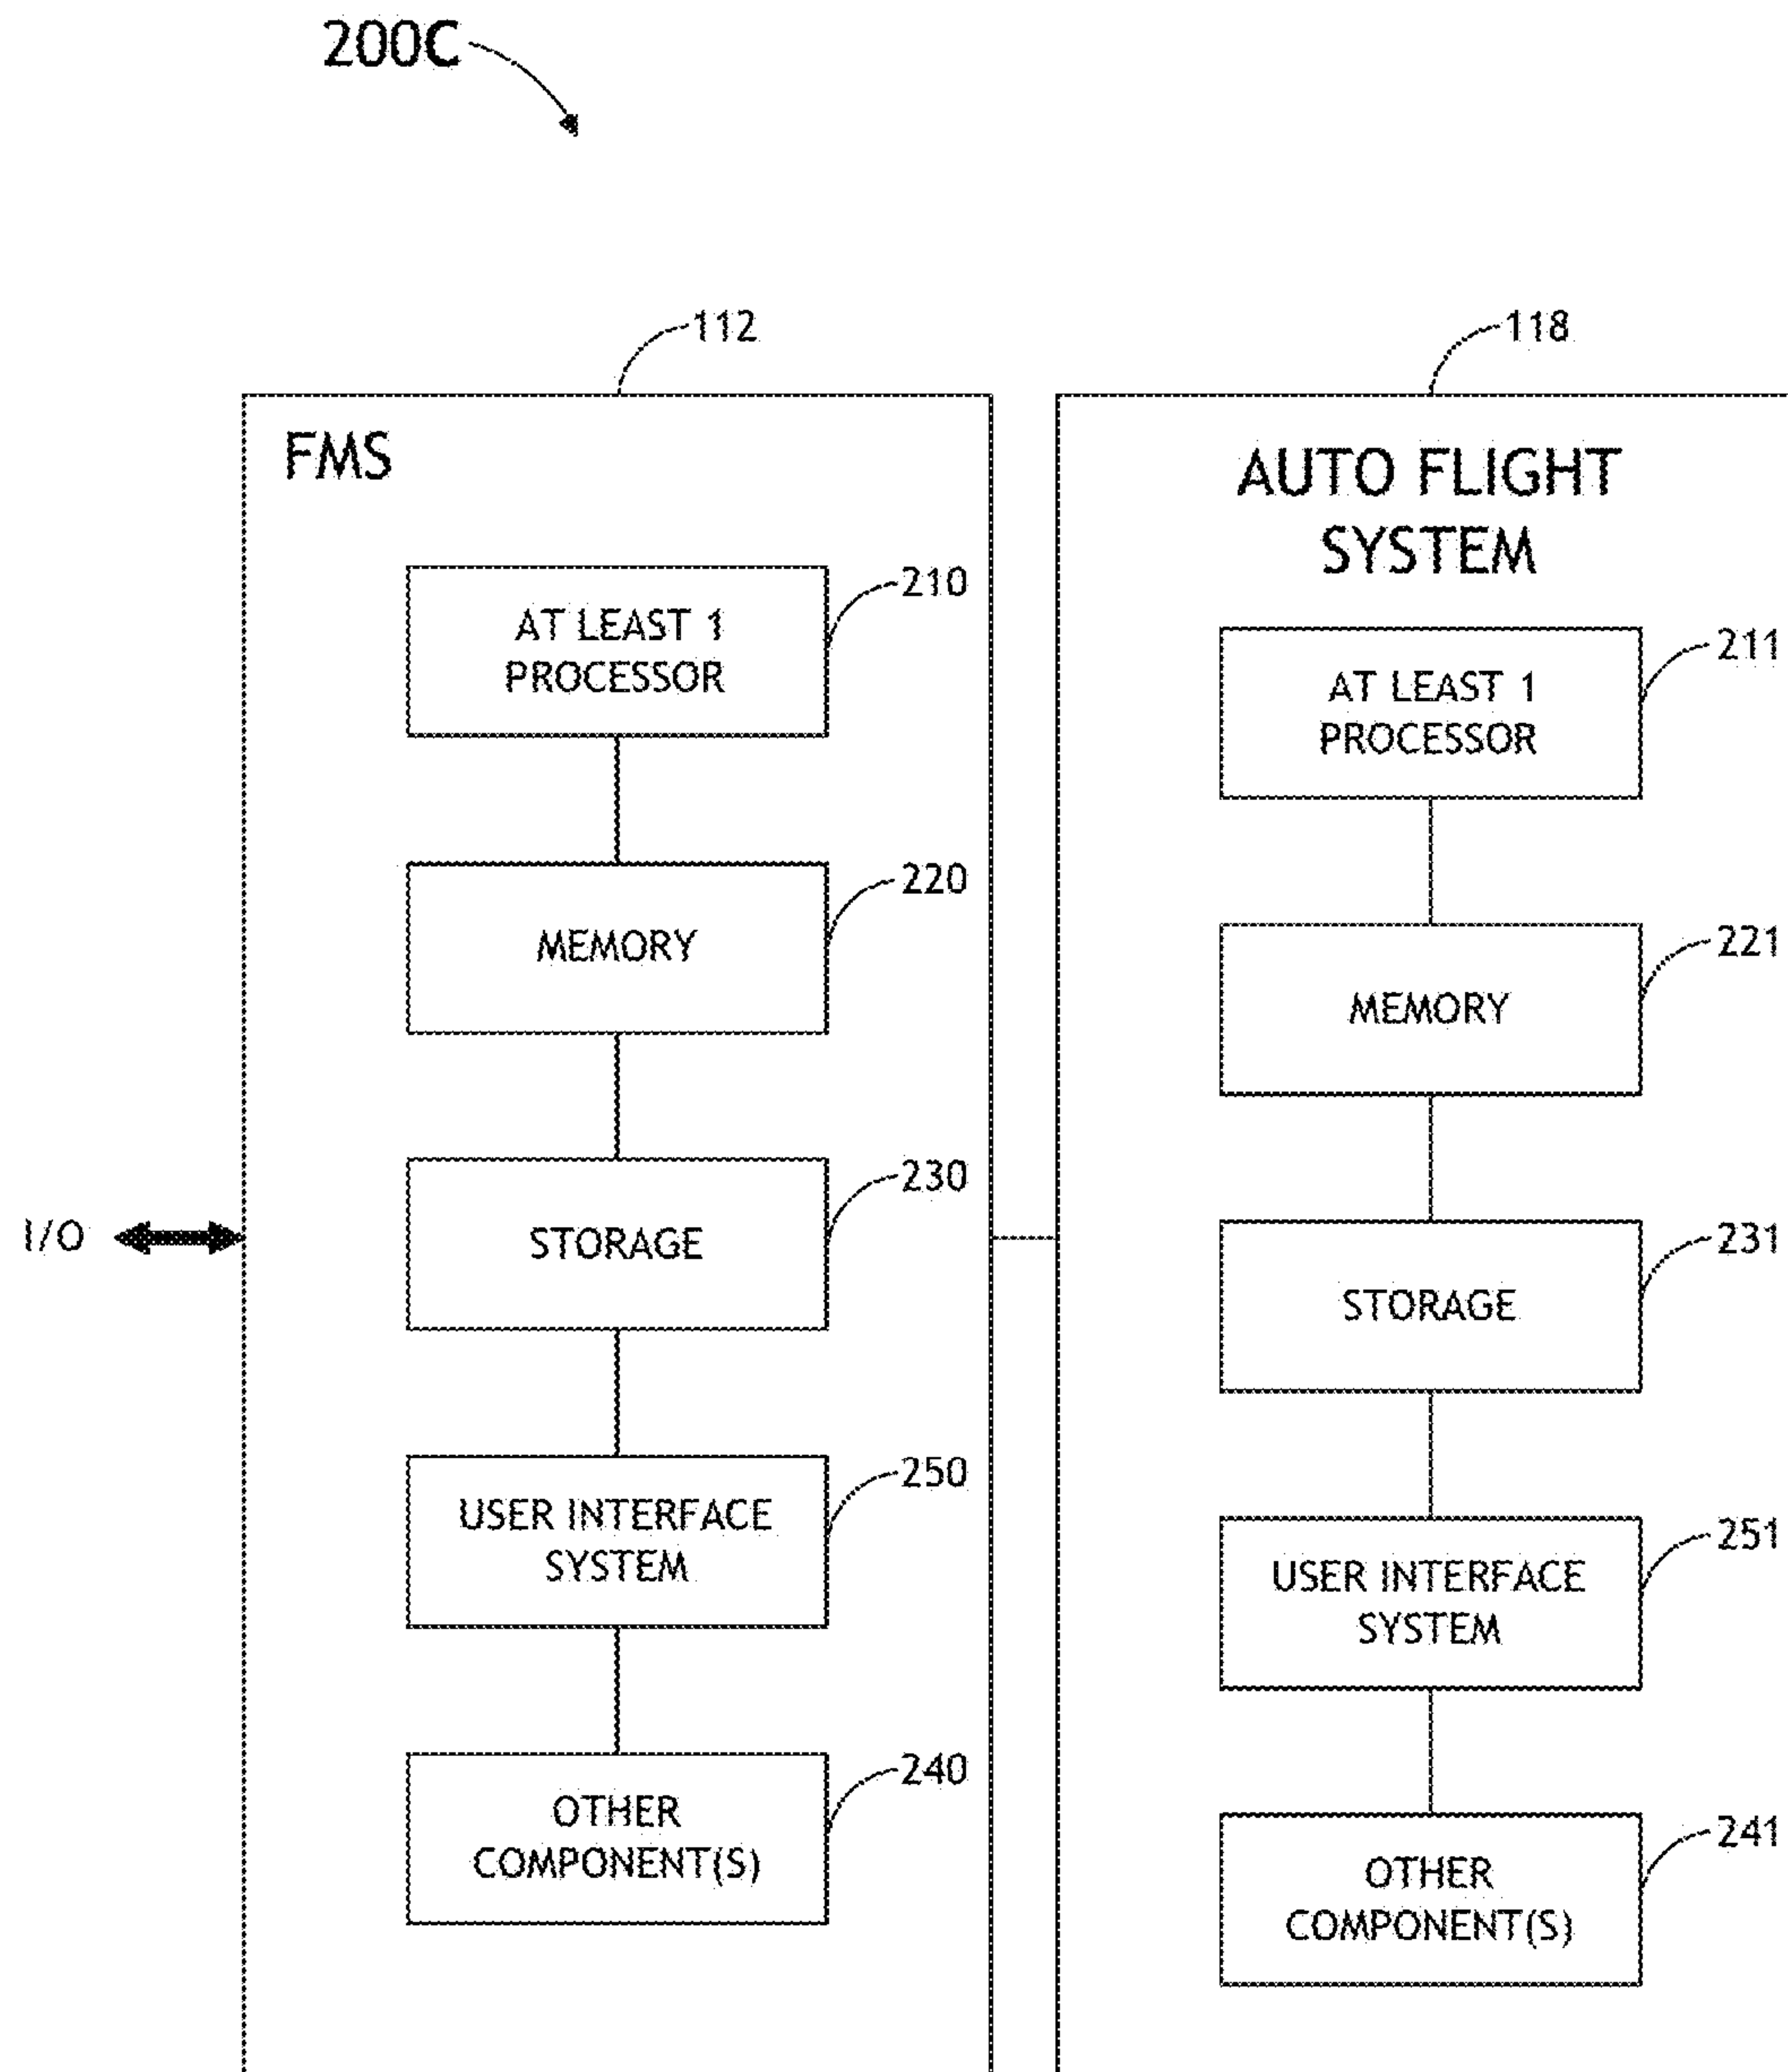 200C
112
FMS
210
AT LEAST 1
PROCESSOR
220
MEMORY
230
STORAGE
I/O
250
USER INTERFACE
SYSTEM
240
OTHER
COMPONENT(S)
118
AUTO FLIGHT
SYSTEM
211
AT LEAST 1
PROCESSOR
221
MEMORY
231
STORAGE
251
USER INTERFACE
SYSTEM
241
OTHER
COMPONENT(S)